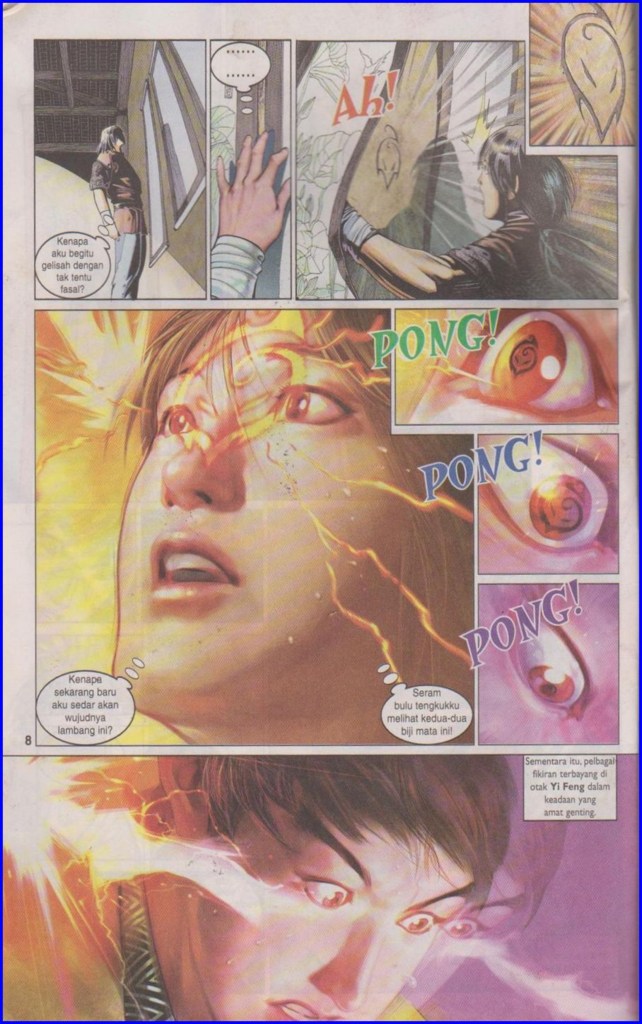 Kenapa
aku begitu
gelisah dengan
tak tentu
fasal?
......
......
Ah!
PONG!
PONG!
PONG!
Kenapa
sekarang baru
aku sedar akan
wujudnya
lambang ini?
Seram
bulu tengkukku
melihat kedua-dua
biji mata ini!
8
Sementara itu, pelbagai
fikiran terbayang di
otak Yi Feng dalam
keadaan yang
amat genting.